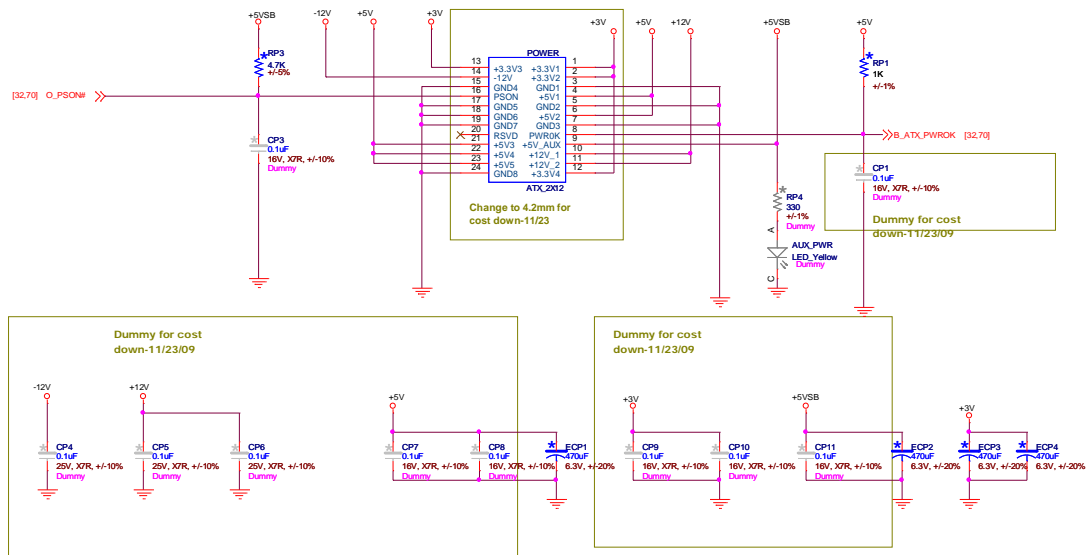 +5VSB
-12V
+5V
+3V
+3V
+5V
+12V
+5VSB
+5V
RP3
4.7K
+/-5%
[32,70] O_PSON#
CP3
0.1uF
16V, X7R, +/-10%
Dummy
POWER
13 +3.3V3 +3.3V1 1
14 -12V +3.3V2 2
15 GND4 GND1 3
16 PSON +5V1 4
17 GND5 GND2 5
18 GND6 +5V2 6
19 GND7 GND3 7
20 RSVD PWR0K 8
21 +5V3 +5V_AUX 9
22 +5V4 +12V_1 10
23 +5V5 +12V_2 11
24 GND8 +3.3V4 12
ATX_2X12
Change to 4.2mm for
cost down-11/23
RP1
1K
+/-1%
B_ATX_PWROK [32,70]
CP1
0.1uF
16V, X7R, +/-10%
Dummy
Dummy for cost
down-11/23/09
RP4
330
+/-1%
Dummy
A
AUX_PWR
LED_Yellow
Dummy
C
Dummy for cost
down-11/23/09
-12V
CP4
0.1uF
25V, X7R, +/-10%
Dummy
+12V
CP5
0.1uF
25V, X7R, +/-10%
Dummy
CP6
0.1uF
25V, X7R, +/-10%
Dummy
+5V
CP7
0.1uF
16V, X7R, +/-10%
Dummy
CP8
0.1uF
16V, X7R, +/-10%
Dummy
ECP1
470uF
6.3V, +/-20%
Dummy for cost
down-11/23/09
+3V
CP9
0.1uF
16V, X7R, +/-10%
Dummy
CP10
0.1uF
16V, X7R, +/-10%
Dummy
+5VSB
CP11
0.1uF
16V, X7R, +/-10%
Dummy
ECP2
470uF
6.3V, +/-20%
+3V
ECP3
470uF
6.3V, +/-20%
ECP4
470uF
6.3V, +/-20%